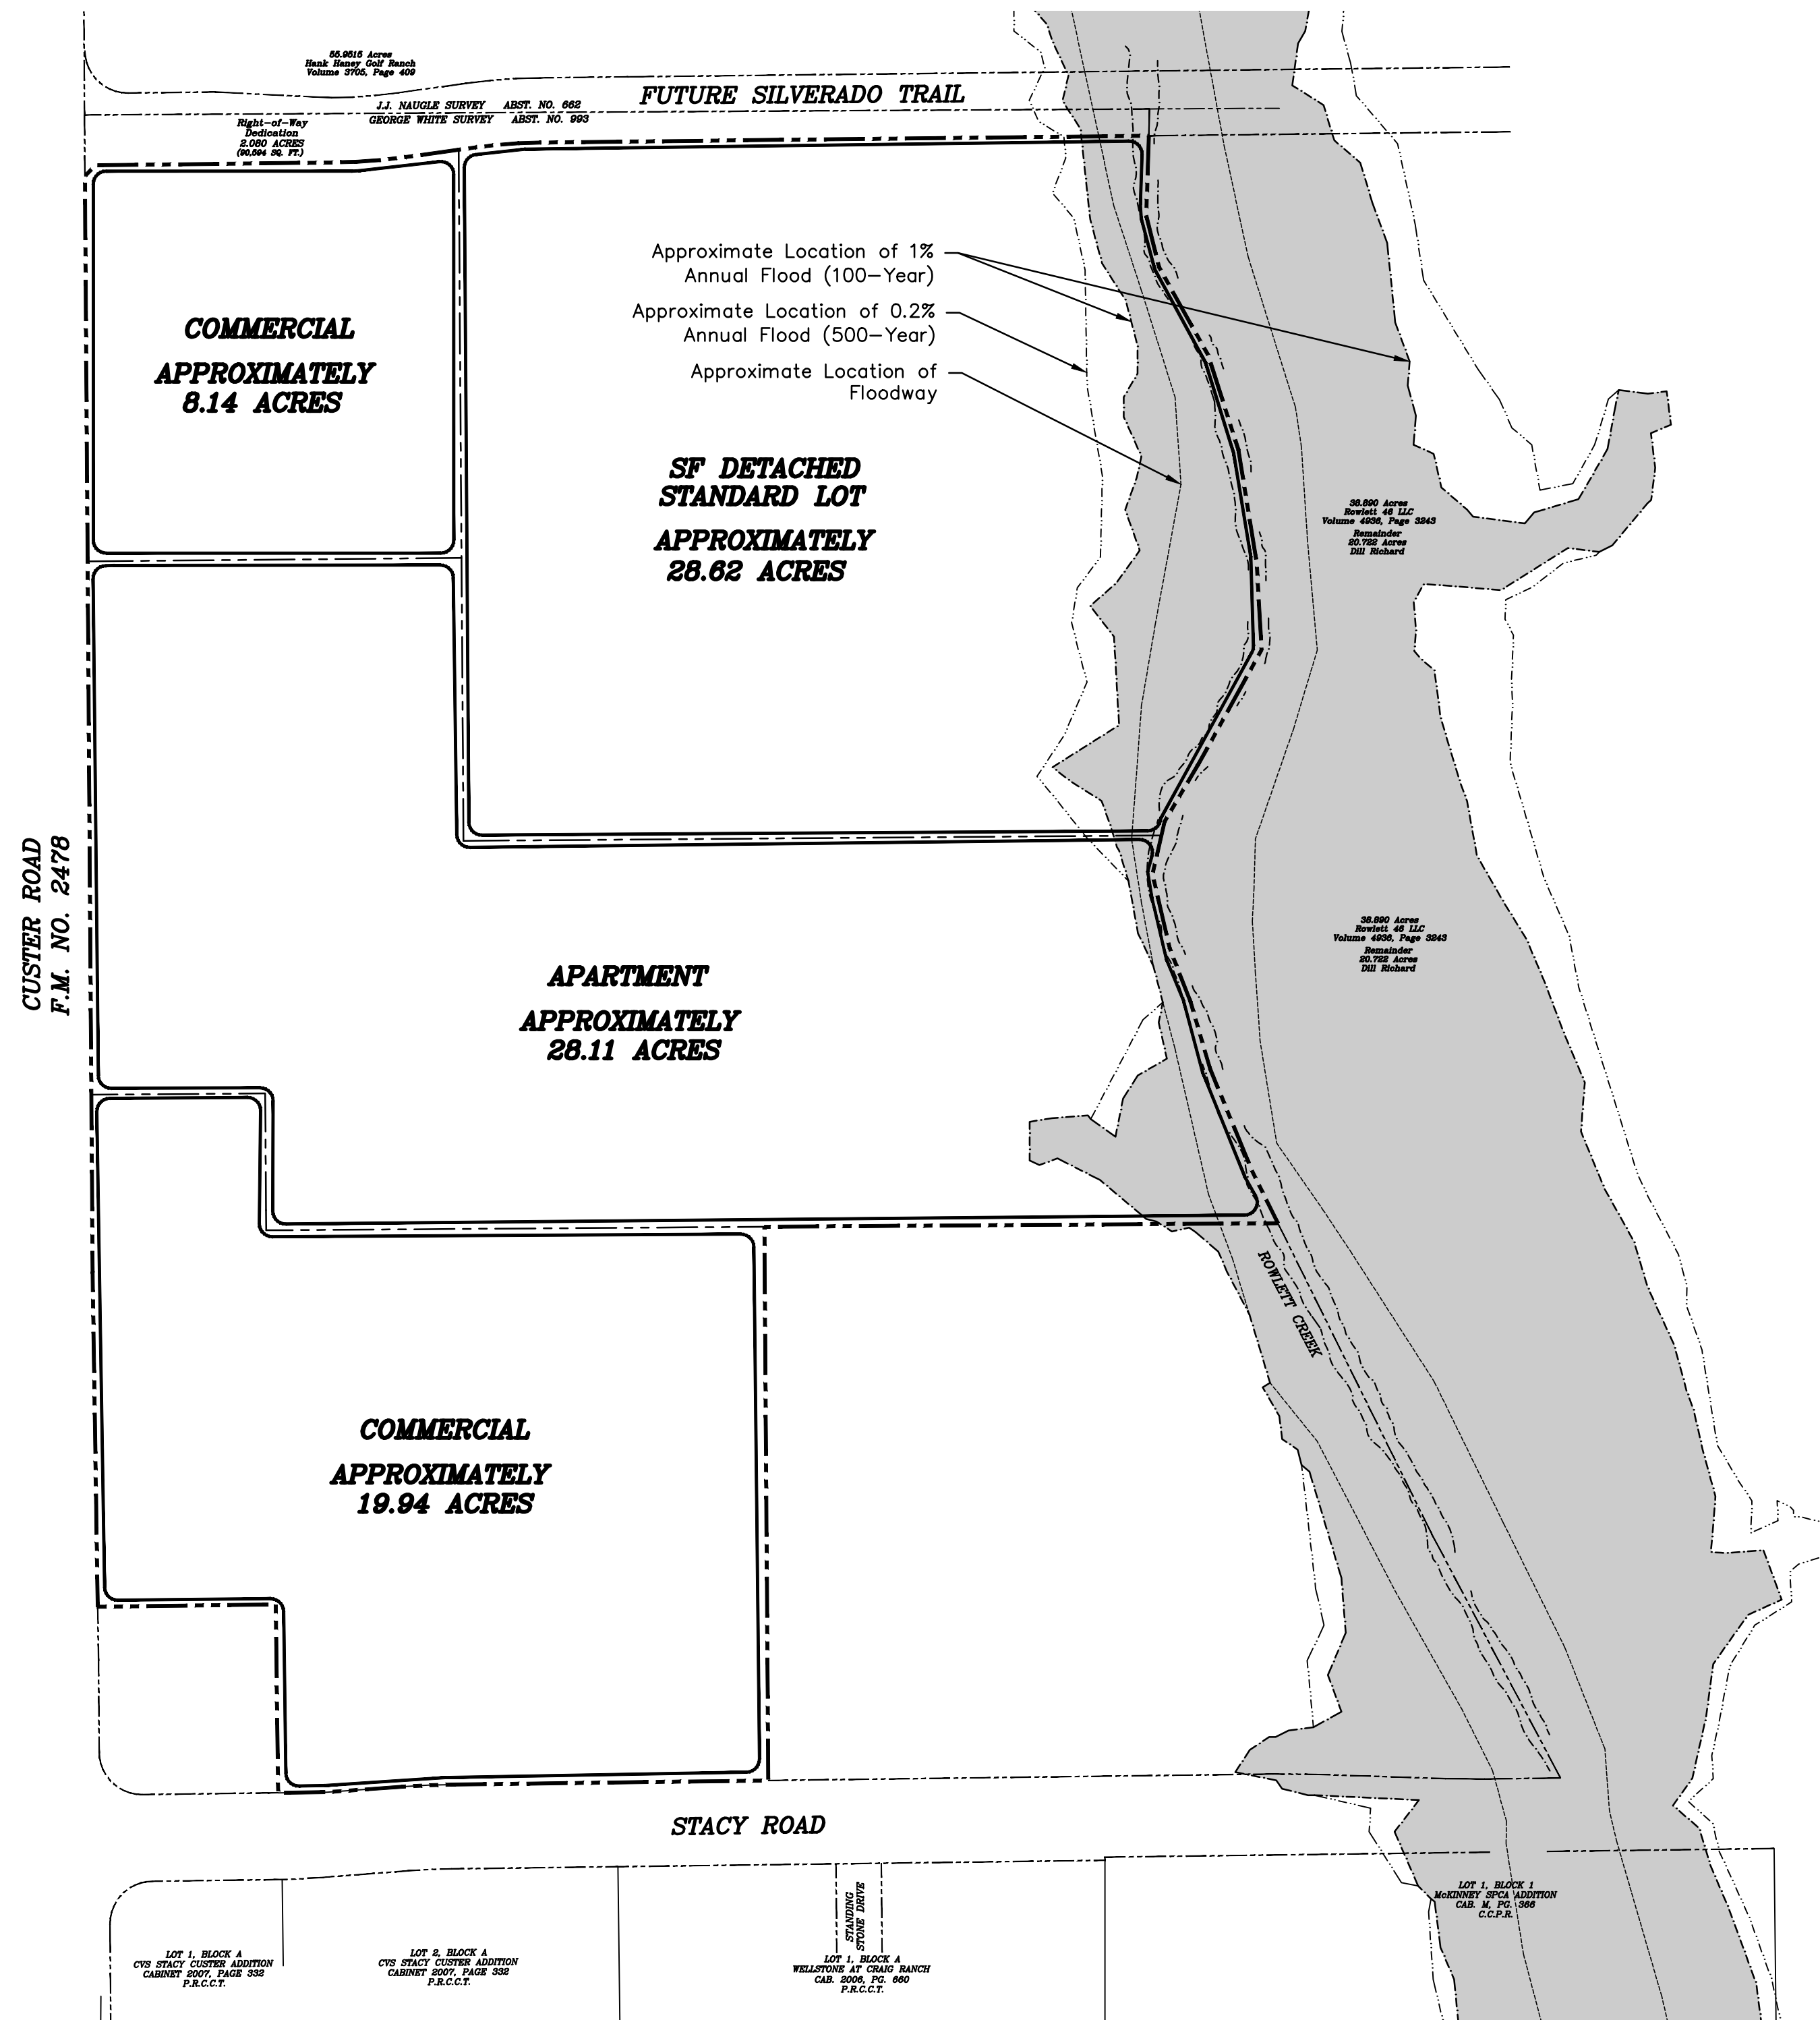 55.9515 Acres
Hank Haney Golf Ranch
Volume 3705, Page 409
J.J. NAUGLE SURVEY ABST. NO. 662
GEORGE WHITE SURVEY ABST. NO. 993
FUTURE SILVERADO TRAIL
Right-of-Way
Dedication
2.080 ACRES
(90,594 SQ. FT.)
Approximate Location of 1%
Annual Flood (100-Year)
Approximate Location of 0.2%
Annual Flood (500-Year)
Approximate Location of
Floodway
COMMERCIAL
APPROXIMATELY
8.14 ACRES
SF DETACHED
STANDARD LOT
APPROXIMATELY
28.62 ACRES
38.690 Acres
Rowlett 46 LLC
Volume 4936, Page 3243
Remainder
20.722 Acres
Dill Richard
CUSTER ROAD
F.M. NO. 2478
38.690 Acres
Rowlett 46 LLC
Volume 4936, Page 3243
Remainder
20.722 Acres
Dill Richard
APARTMENT
APPROXIMATELY
28.11 ACRES
ROWLETT CREEK
COMMERCIAL
APPROXIMATELY
19.94 ACRES
STACY ROAD
LOT 1, BLOCK A
CVS STACY CUSTER ADDITION
CABINET 2007, PAGE 332
P.R.C.C.T.
LOT 2, BLOCK A
CVS STACY CUSTER ADDITION
CABINET 2007, PAGE 332
P.R.C.C.T.
STANDING
STONE DRIVE
LOT 1, BLOCK A
WELLSTONE AT CRAIG RANCH
CAB. 2006, PG. 660
P.R.C.C.T.
LOT 1, BLOCK 1
McKINNEY SPCA ADDITION
CAB. M, PG. 366
C.C.P.R.